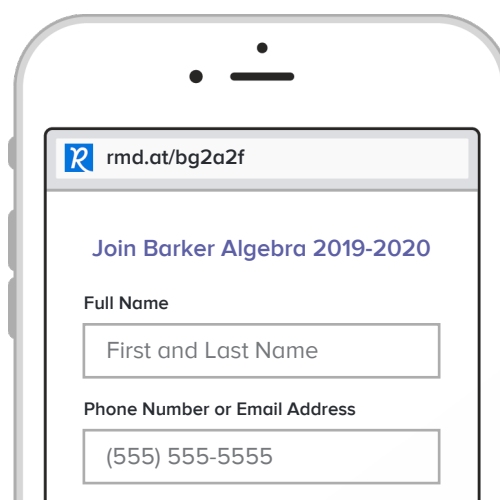 rmd.at/bg2a2f
Join Barker Algebra 2019-2020
Full Name
First and Last Name
Phone Number or Email Address
(555) 555-5555